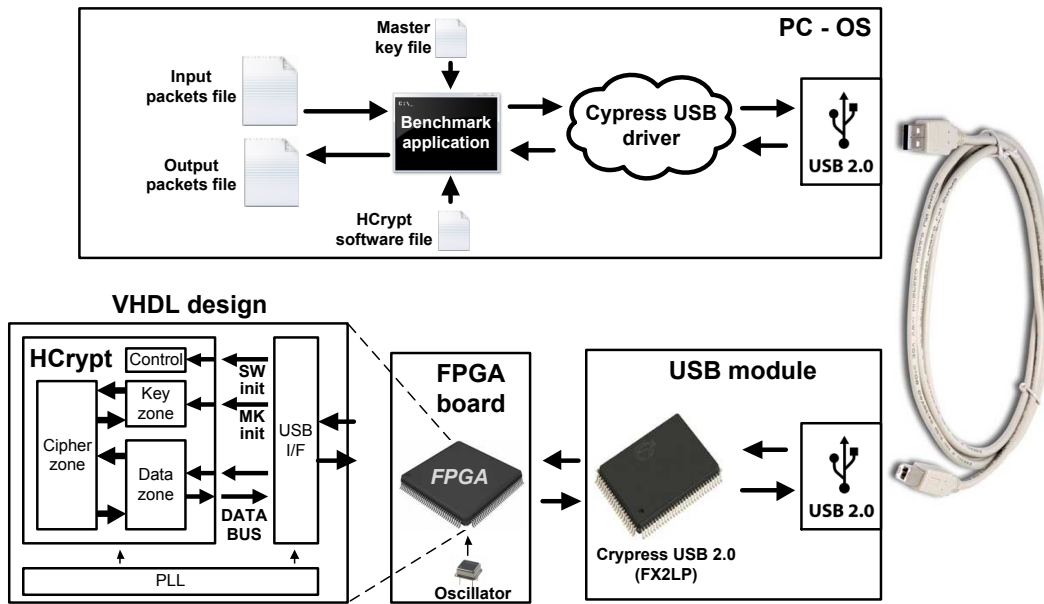 PC - OS
Master
key file
Input
packets file
C:\_
Benchmark
application
Cypress USB
driver
USB 2.0
Output
packets file
HCrypt
software file
VHDL design
HCrypt
Control
SW
init
Key
zone
MK
init
Cipher
zone
Data
zone
DATA
BUS
USB
I/F
PLL
FPGA
board
FPGA
Oscillator
USB module
Crypress USB 2.0
(FX2LP)
USB 2.0